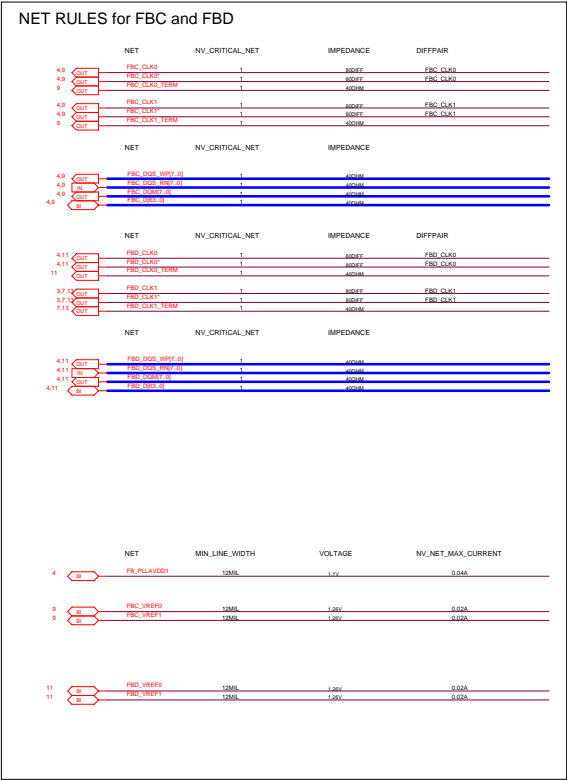 NET RULES for FBC and FBD
NET NV_CRITICAL_NET IMPEDANCE DIFFPAIR
4,9 OUT FBC_CLK0 1 80DIFF FBC_CLK0
4,9 OUT FBC_CLK0* 1 80DIFF FBC_CLK0
9 OUT FBC_CLK0_TERM 40OHM
4,9 OUT FBC_CLK1 1 80DIFF FBC_CLK1
4,9 OUT FBC_CLK1* 1 80DIFF FBC_CLK1
9 OUT FBC_CLK1_TERM 40OHM
NET NV_CRITICAL_NET IMPEDANCE
4,9 OUT FBC_DQS_WP[7..0] 1 40OHM
4,9 IN FBC_DQS_RN[7..0] 1 40OHM
4,9 OUT FBC_DQM[7..0] 1 40OHM
4,9 BI FBC_D[63..0] 1 40OHM
NET NV_CRITICAL_NET IMPEDANCE DIFFPAIR
4,11 OUT FBD_CLK0 1 80DIFF FBD_CLK0
4,11 OUT FBD_CLK0* 1 80DIFF FBD_CLK0
11 OUT FBD_CLK0_TERM 1 40OHM
3,7,13 OUT FBD_CLK1 1 80DIFF FBD_CLK1
3,7,13 OUT FBD_CLK1* 1 80DIFF FBD_CLK1
7,13 OUT FBD_CLK1_TERM 1 40OHM
NET NV_CRITICAL_NET IMPEDANCE
4,11 OUT FBD_DQS_WP[7..0] 1 40OHM
4,11 IN FBD_DQS_RN[7..0] 1 40OHM
4,11 OUT FBD_DQM[7..0] 1 40OHM
4,11 BI FBD_D[63..0] 1 40OHM
NET MIN_LINE_WIDTH VOLTAGE NV_NET_MAX_CURRENT
4 BI FB_PLLAVDD1 12MIL 1.1V 0.04A
9 BI FBC_VREF0 12MIL 1.26V 0.02A
9 BI FBC_VREF1 12MIL 1.26V 0.02A
11 BI FBD_VREF0 12MIL 1.26V 0.02A
11 BI FBD_VREF1 12MIL 1.26V 0.02A